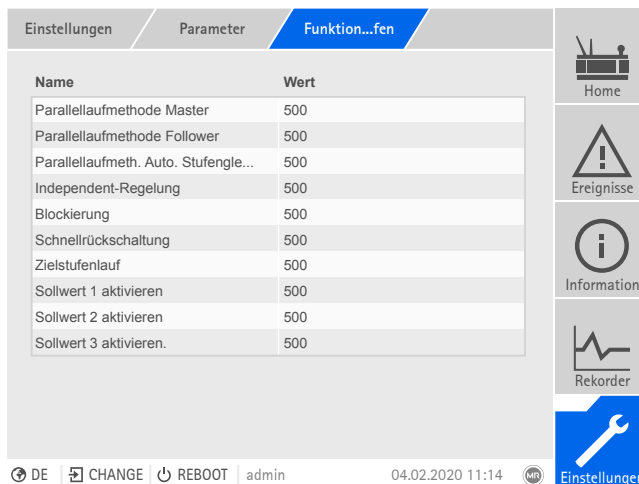 Einstellungen Parameter Funktion...fen
Name Wert
Parallellaufmethode Master 500
Parallellaufmethode Follower 500
Parallellaufmeth. Auto. Stufengle... 500
Independent-Regelung 500
Blockierung 500
Schnellrückschaltung 500
Zielstufenlauf 500
Sollwert 1 aktivieren 500
Sollwert 2 aktivieren 500
Sollwert 3 aktivieren. 500
Home
Ereignisse
Information
Rekorder
Einstellungen
DE CHANGE REBOOT admin 04.02.2020 11:14 MR